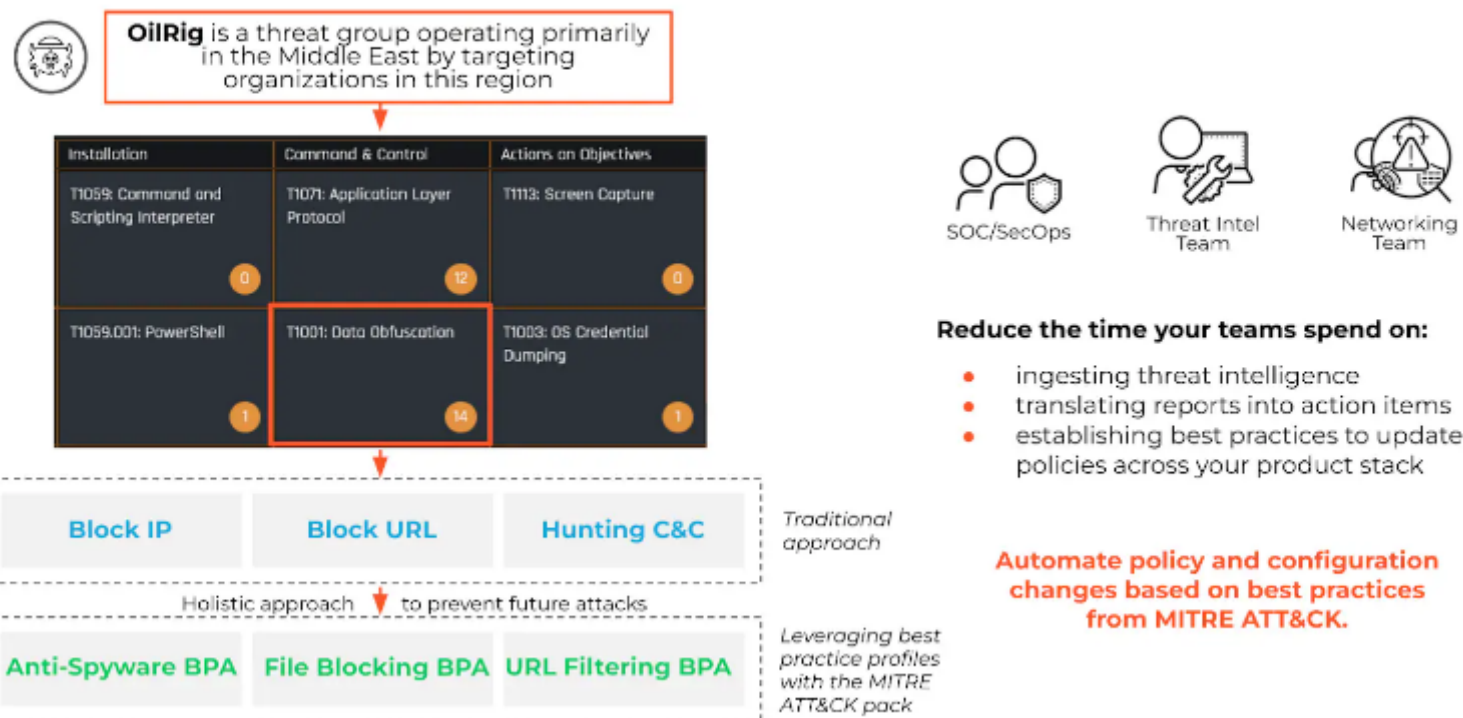 OilRig is a threat group operating primarily
in the Middle East by targeting
organizations in this region
Installation
Command & Control
Actions on Objectives
T1059: Command and
Scripting Interpreter
0
T1071: Application Layer
Protocol
12
T1113: Screen Capture
0
T1059.001: PowerShell
1
T1001: Data Obfuscation
14
T1003: OS Credential
Dumping
1
Block IP
Block URL
Hunting C&C
Traditional
approach
Holistic approach to prevent future attacks
Anti-Spyware BPA
File Blocking BPA
URL Filtering BPA
Leveraging best
practice profiles
with the MITRE
ATT&CK pack
SOC/SecOps
Threat Intel
Team
Networking
Team
Reduce the time your teams spend on:
● ingesting threat intelligence
● translating reports into action items
● establishing best practices to update
policies across your product stack
Automate policy and configuration
changes based on best practices
from MITRE ATT&CK.